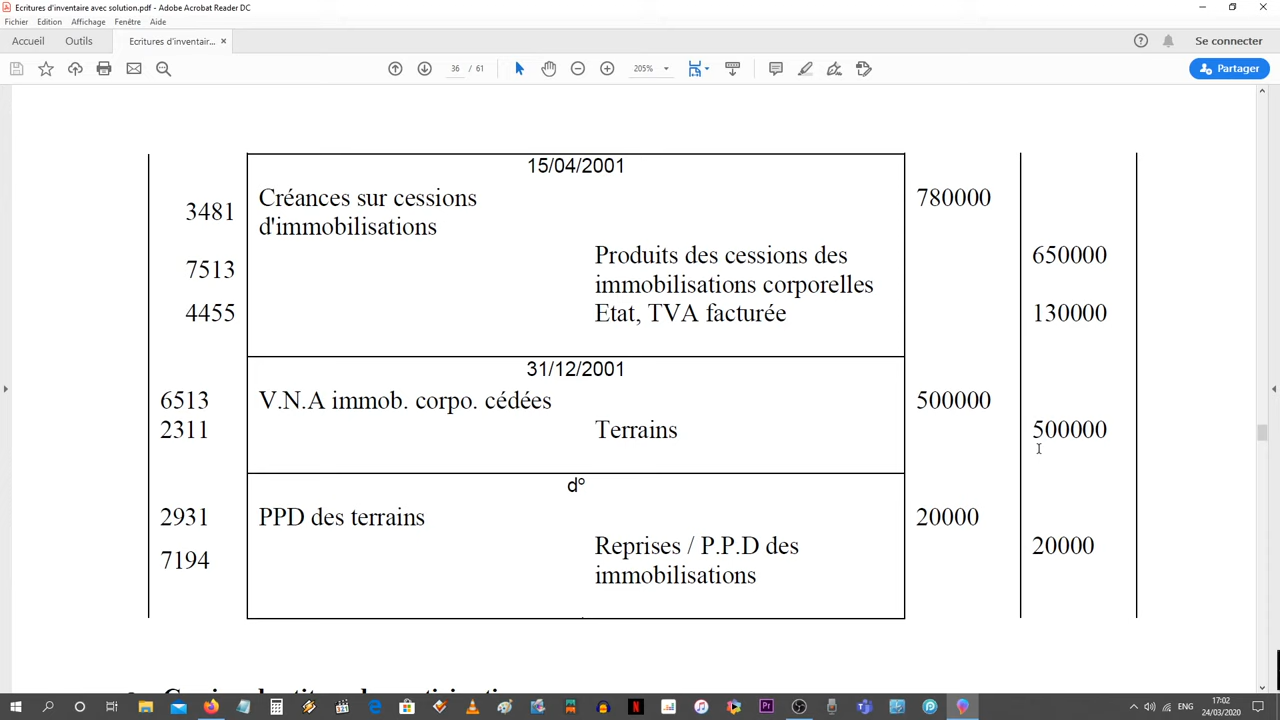 Ecritures d'inventaire avec solution.pdf - Adobe Acrobat Reader DC
Fichier Edition Affichage Fenêtre Aide
Accueil Outils Ecritures d'inventair... × Se connecter
36 / 61 205% Partager
15/04/2001
3481 Créances sur cessions d'immobilisations 780000
7513 Produits des cessions des immobilisations corporelles 650000
4455 Etat, TVA facturée 130000
31/12/2001
6513 V.N.A immob. corpo. cédées 500000
2311 Terrains 500000
d°
2931 PPD des terrains 20000
7194 Reprises / P.P.D des immobilisations 20000
17:02
ENG
24/03/2020